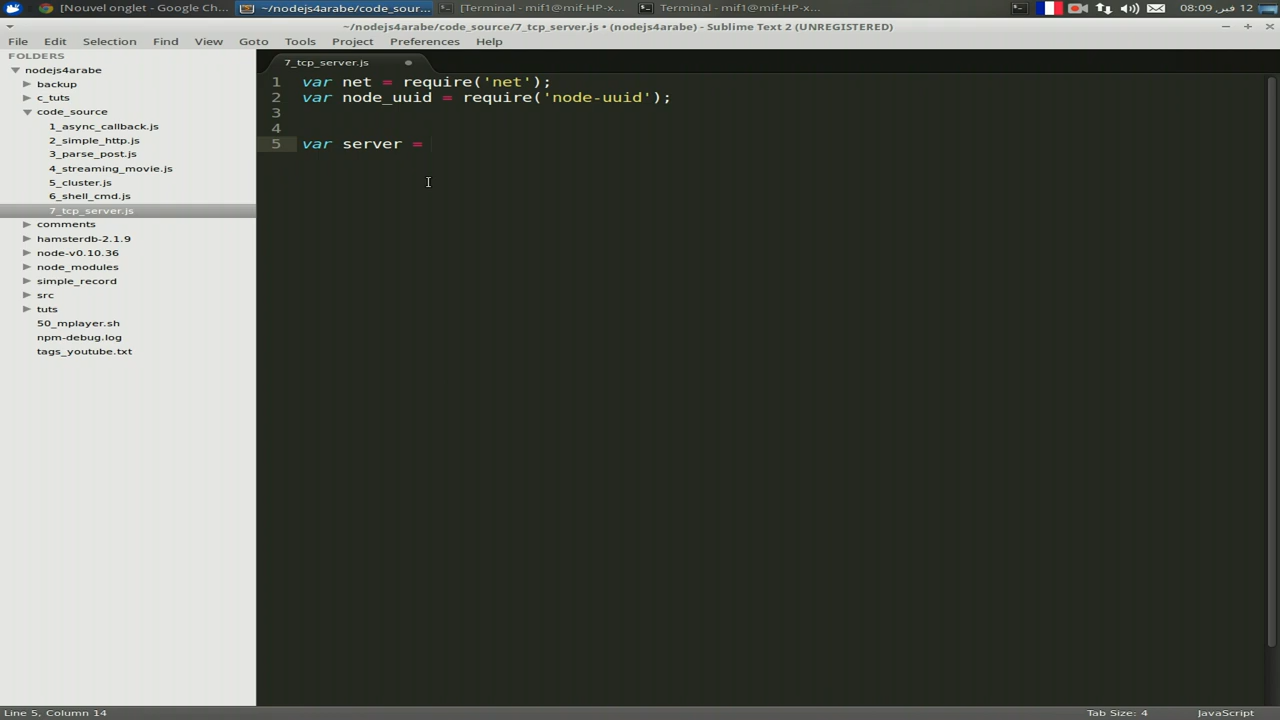 [Nouvel onglet - Google Ch...
~/nodejs4arabe/code_sour...
[Terminal - mif1@mif-HP-x...
Terminal - mif1@mif-HP-x...
12 فبر, 08:09
~/nodejs4arabe/code_source/7_tcp_server.js • (nodejs4arabe) - Sublime Text 2 (UNREGISTERED)
File Edit Selection Find View Goto Tools Project Preferences Help
FOLDERS
nodejs4arabe
backup
c_tuts
code_source
1_async_callback.js
2_simple_http.js
3_parse_post.js
4_streaming_movie.js
5_cluster.js
6_shell_cmd.js
7_tcp_server.js
comments
hamsterdb-2.1.9
node-v0.10.36
node_modules
simple_record
src
tuts
50_mplayer.sh
npm-debug.log
tags_youtube.txt
7_tcp_server.js
1 var net = require('net');
2 var node_uuid = require('node-uuid');
3
4
5 var server =
Line 5, Column 14
Tab Size: 4
JavaScript